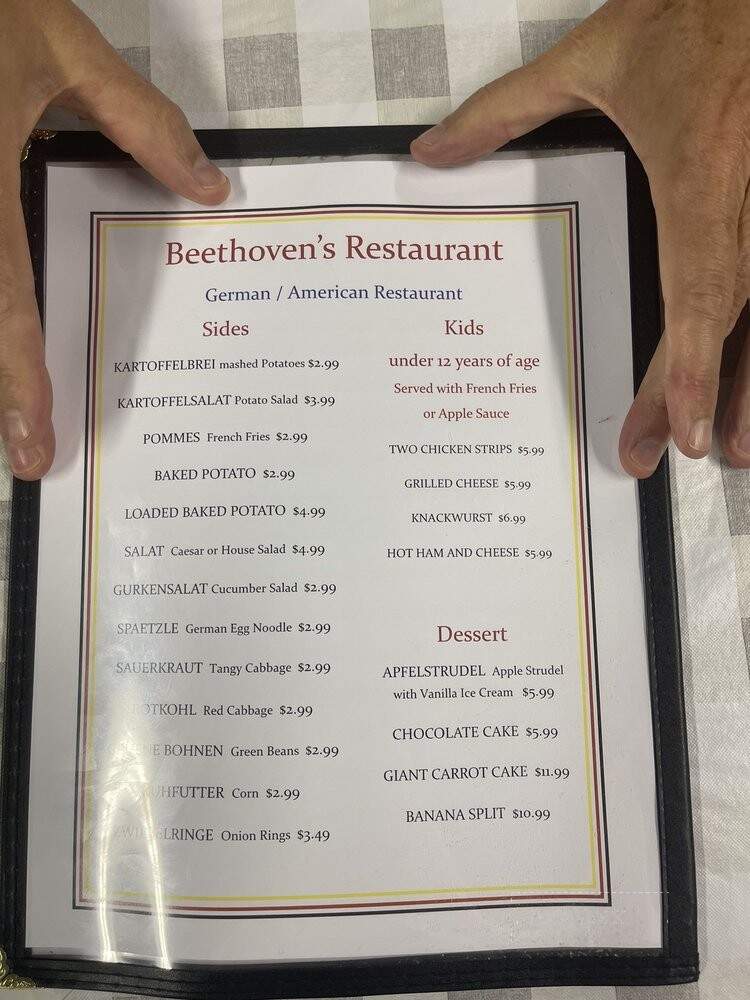 Beethoven's Restaurant
German / American Restaurant
Sides
KARTOFFELBREI mashed Potatoes $2.99
KARTOFFELSALAT Potato Salad $3.99
POMMES French Fries $2.99
BAKED POTATO $2.99
LOADED BAKED POTATO $4.99
SALAT Caesar or House Salad $4.99
GURKENSALAT Cucumber Salad $2.99
SPAETZLE German Egg Noodle $2.99
SAUERKRAUT Tangy Cabbage $2.99
ROTKOHL Red Cabbage $2.99
BOHNEN Green Beans $2.99
Corn $2.99
Onion Rings $3.49
Kids
under 12 years of age
Served with French Fries
or Apple Sauce
TWO CHICKEN STRIPS $5.99
GRILLED CHEESE $5.99
KNACKWURST $6.99
HOT HAM AND CHEESE $5.99
Dessert
APFELSTRUDEL Apple Strudel
with Vanilla Ice Cream $5.99
CHOCOLATE CAKE $5.99
GIANT CARROT CAKE $11.99
BANANA SPLIT $10.99